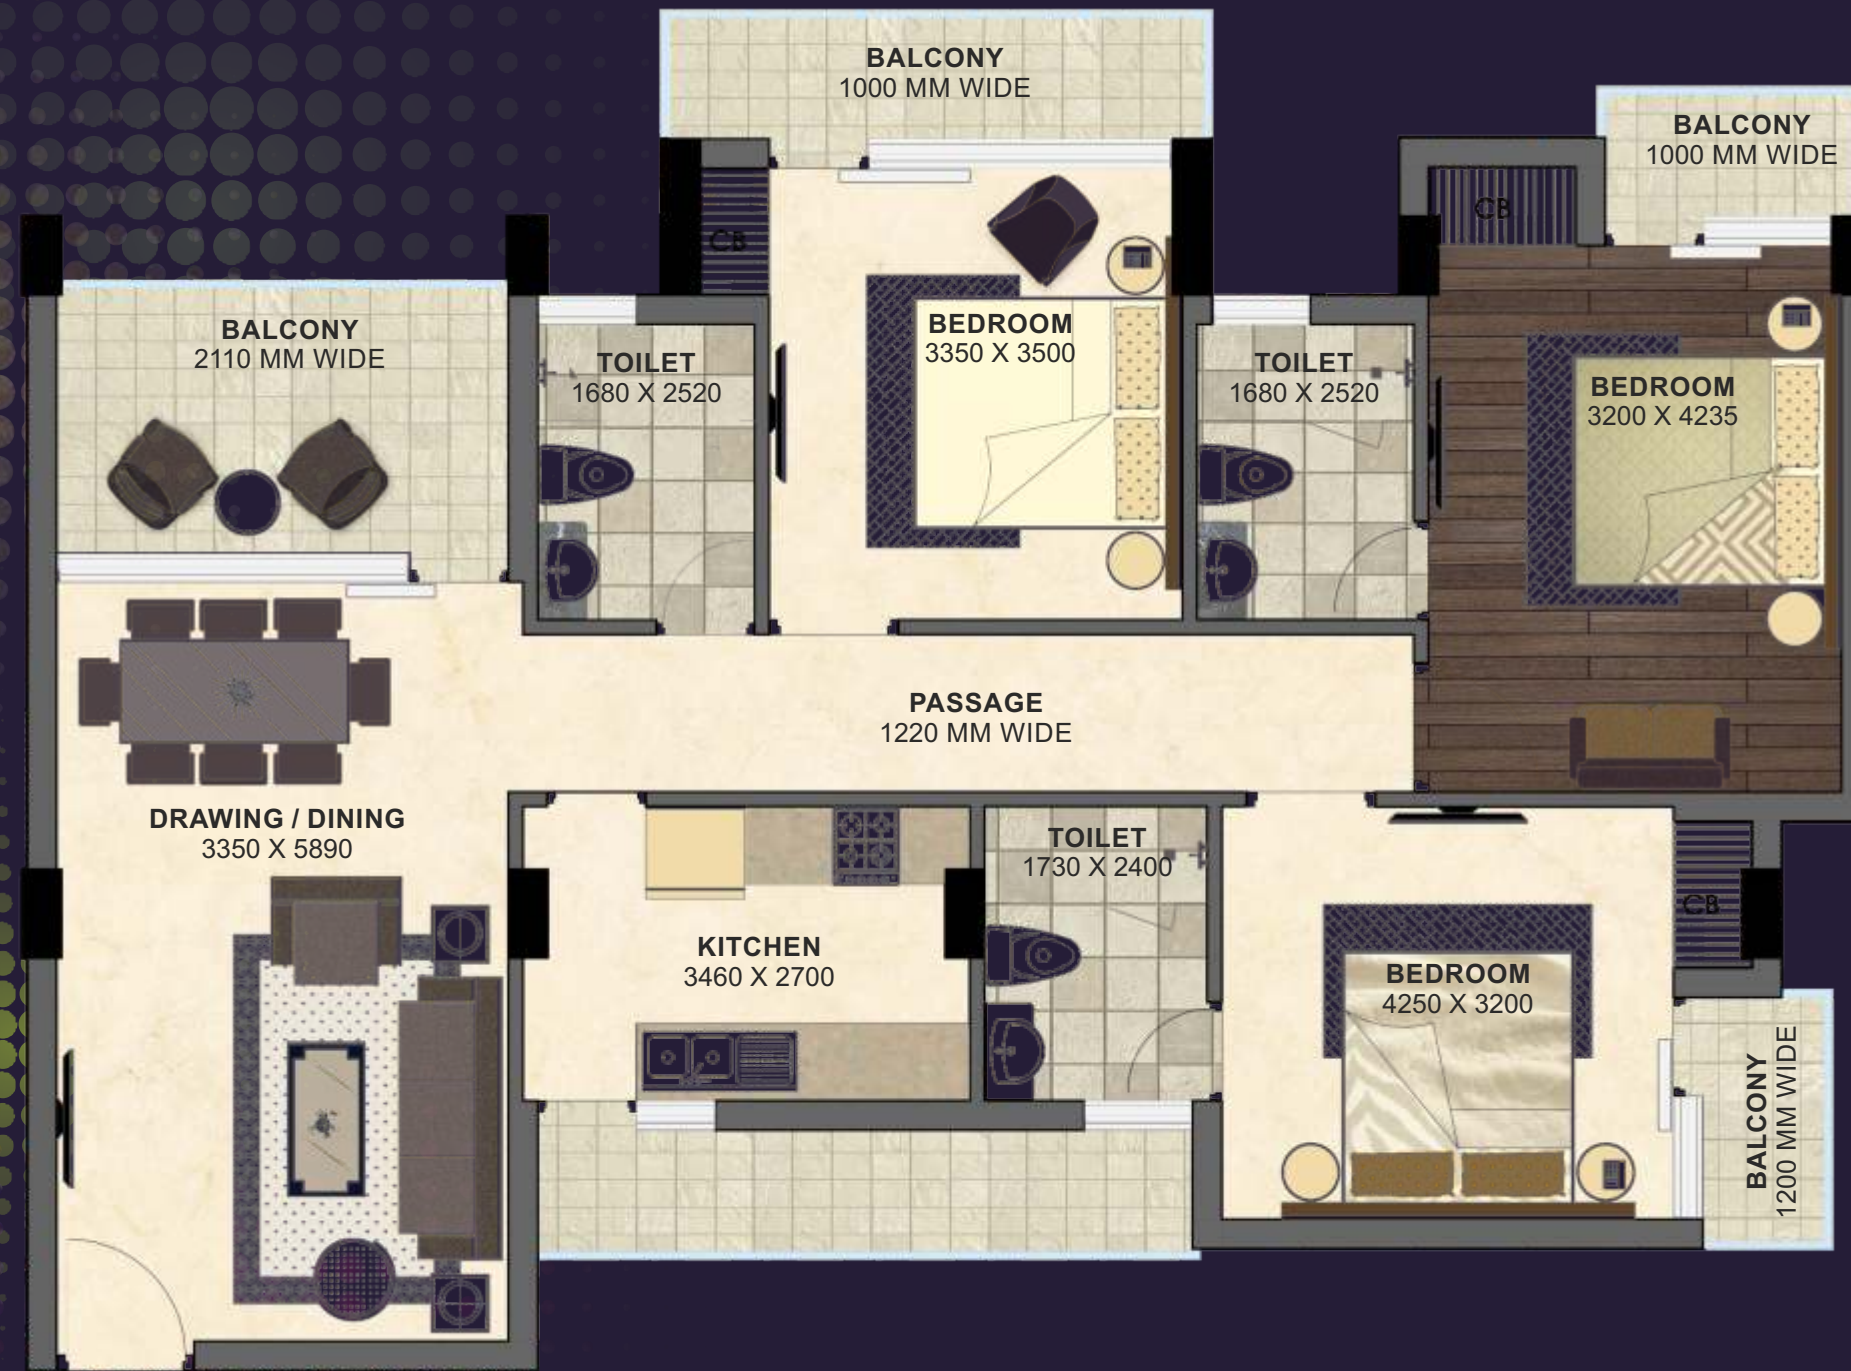 BALCONY
1000 MM WIDE
BALCONY
1000 MM WIDE
CB
CB
BALCONY
2110 MM WIDE
TOILET
1680 X 2520
BEDROOM
3350 X 3500
TOILET
1680 X 2520
BEDROOM
3200 X 4235
PASSAGE
1220 MM WIDE
DRAWING / DINING
3350 X 5890
KITCHEN
3460 X 2700
TOILET
1730 X 2400
CB
BEDROOM
4250 X 3200
BALCONY
1200 MM WIDE